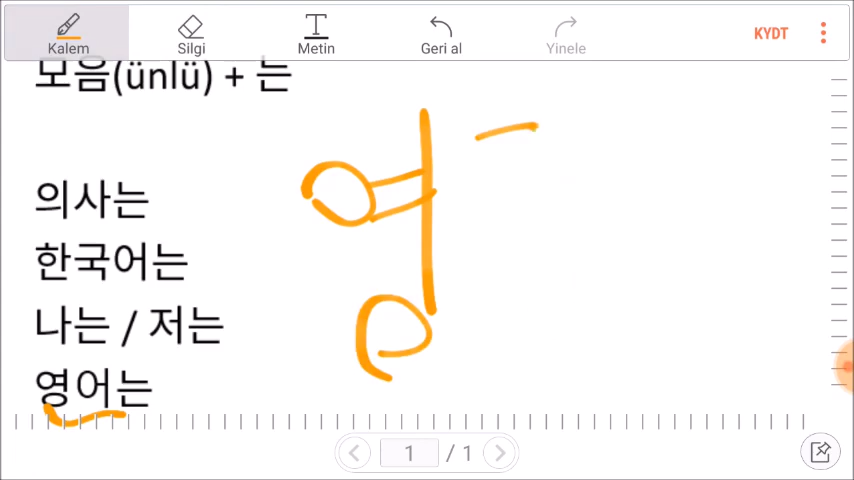 Kalem Silgi Metin Geri al Yinele KYDT
모음(ünlü) + 는
의사는
한국어는
나는 / 저는
영어는
영
1 / 1